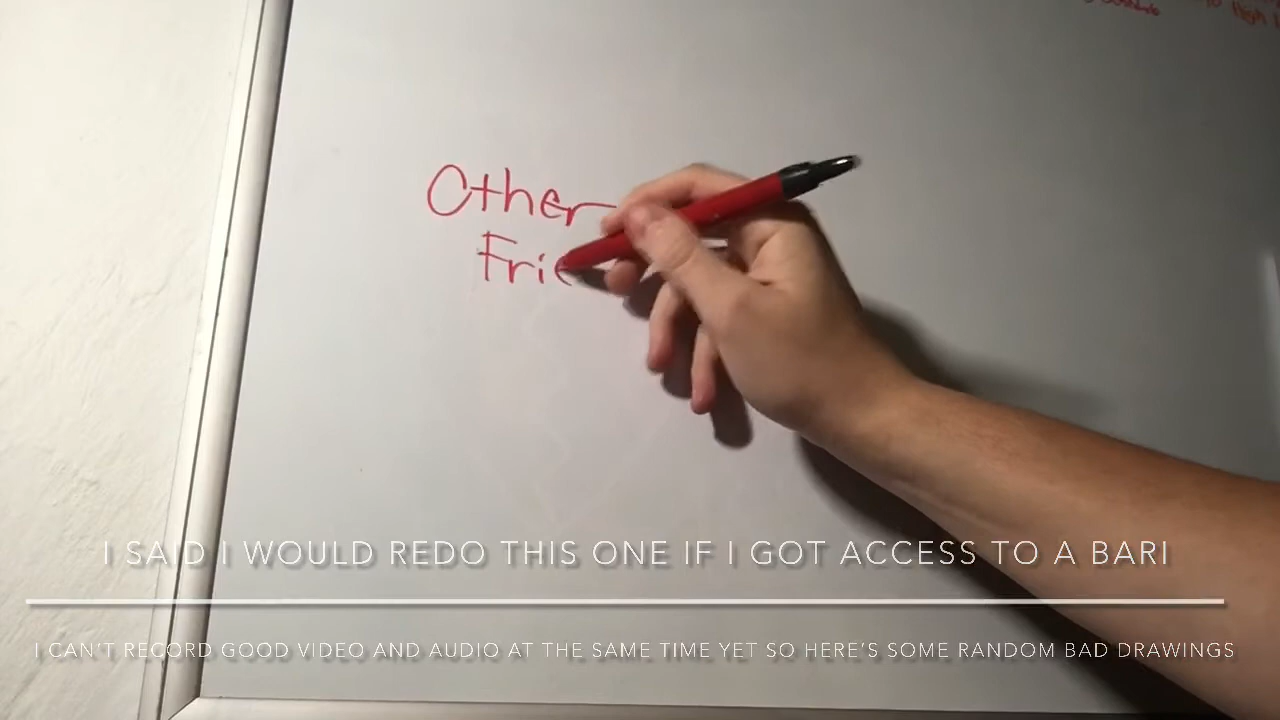 high
Other
Frie
I SAID I WOULD REDO THIS ONE IF I GOT ACCESS TO A BARI
I CAN'T RECORD GOOD VIDEO AND AUDIO AT THE SAME TIME YET SO HERE'S SOME RANDOM BAD DRAWINGS